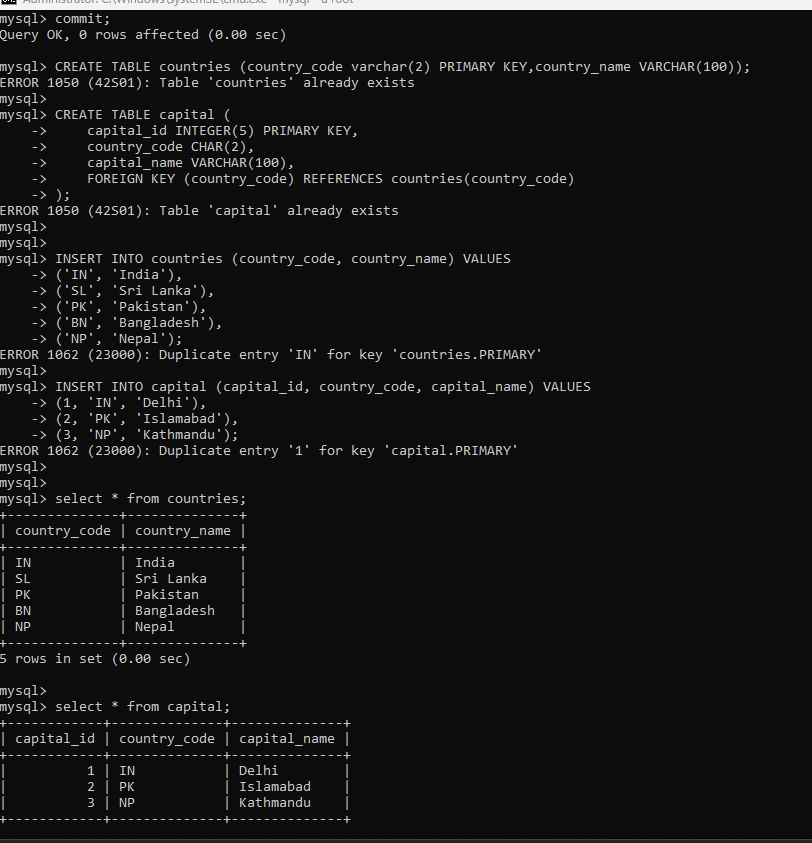 mysql> commit;
Query OK, 0 rows affected (0.00 sec)
mysql> CREATE TABLE countries (country_code varchar(2) PRIMARY KEY,country_name VARCHAR(100));
ERROR 1050 (42S01): Table 'countries' already exists
mysql>
mysql> CREATE TABLE capital (
    ->     capital_id INTEGER(5) PRIMARY KEY,
    ->     country_code CHAR(2),
    ->     capital_name VARCHAR(100),
    ->     FOREIGN KEY (country_code) REFERENCES countries(country_code)
    -> );
ERROR 1050 (42S01): Table 'capital' already exists
mysql>
mysql>
mysql> INSERT INTO countries (country_code, country_name) VALUES
    -> ('IN', 'India'),
    -> ('SL', 'Sri Lanka'),
    -> ('PK', 'Pakistan'),
    -> ('BN', 'Bangladesh'),
    -> ('NP', 'Nepal');
ERROR 1062 (23000): Duplicate entry 'IN' for key 'countries.PRIMARY'
mysql>
mysql> INSERT INTO capital (capital_id, country_code, capital_name) VALUES
    -> (1, 'IN', 'Delhi'),
    -> (2, 'PK', 'Islamabad'),
    -> (3, 'NP', 'Kathmandu');
ERROR 1062 (23000): Duplicate entry '1' for key 'capital.PRIMARY'
mysql>
mysql>
mysql> select * from countries;
+--------------+--------------+
| country_code | country_name |
+--------------+--------------+
| IN           | India        |
| SL           | Sri Lanka    |
| PK           | Pakistan     |
| BN           | Bangladesh   |
| NP           | Nepal        |
+--------------+--------------+
5 rows in set (0.00 sec)
mysql>
mysql> select * from capital;
+------------+--------------+--------------+
| capital_id | country_code | capital_name |
+------------+--------------+--------------+
|          1 | IN           | Delhi        |
|          2 | PK           | Islamabad    |
|          3 | NP           | Kathmandu    |
+------------+--------------+--------------+